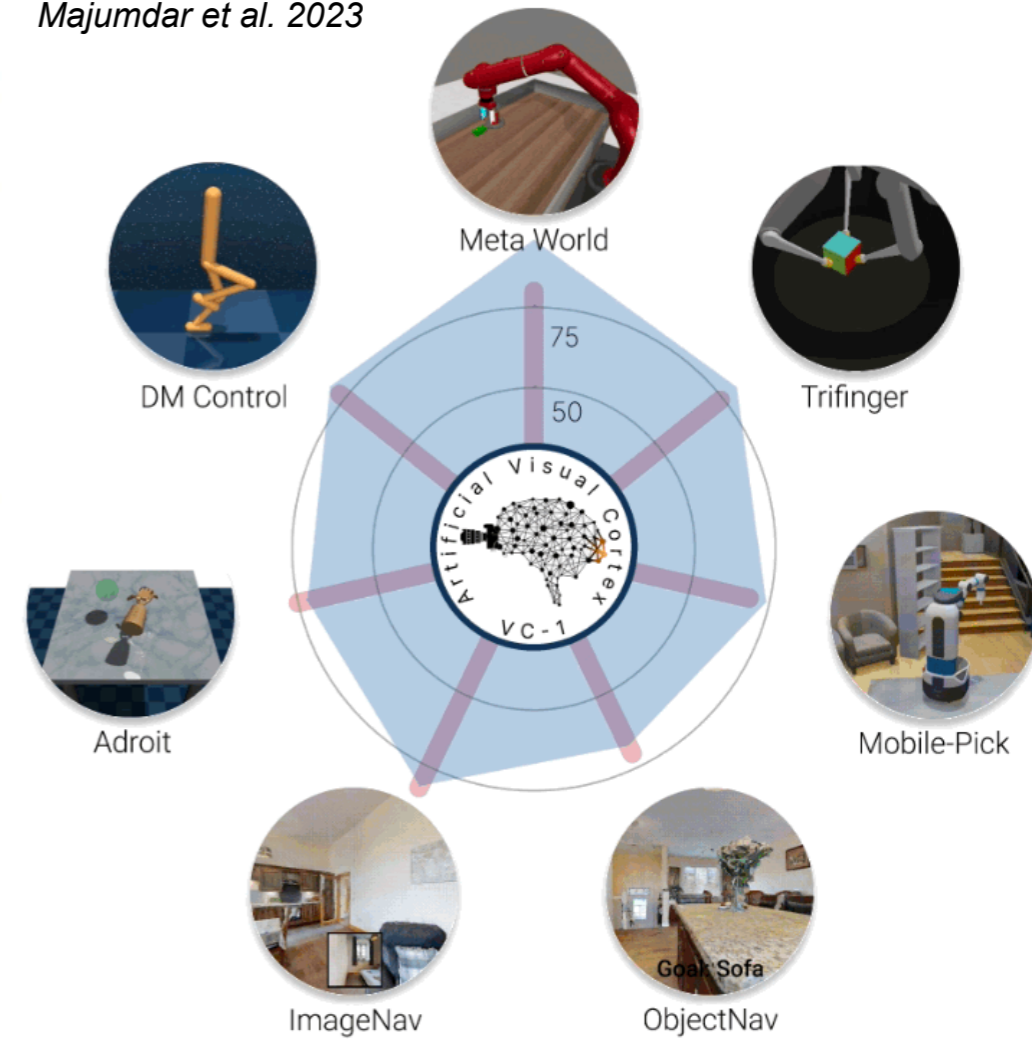 Majumdar et al. 2023
Meta World
DM Control
Trifinger
75
50
Artificial Visual Cortex
VC-1
Adroit
Mobile-Pick
Goal: Sofa
ImageNav
ObjectNav